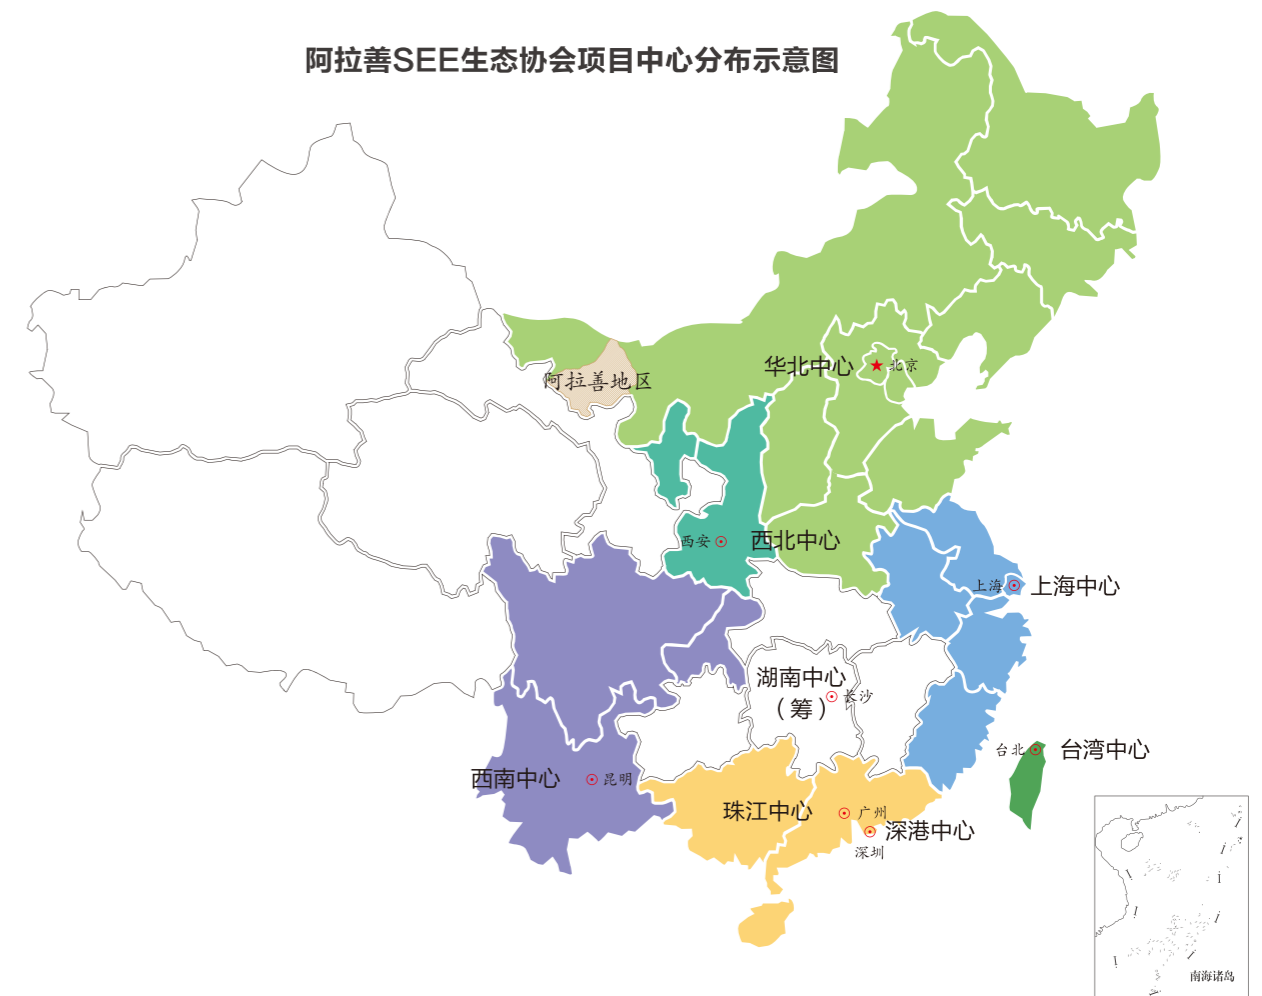 阿拉善SEE生态协会项目中心分布示意图
华北中心
北京
阿拉善地区
西安
西北中心
上海
上海中心
湖南中心
（筹）
长沙
台北
台湾中心
西南中心
昆明
珠江中心
广州
深港中心
深圳
南海诸岛